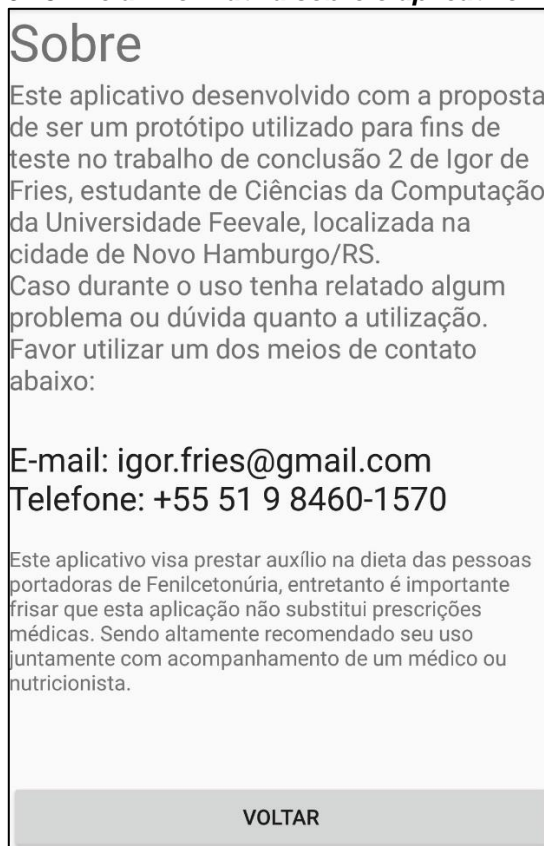 Sobre
Este aplicativo desenvolvido com a proposta
de ser um protótipo utilizado para fins de
teste no trabalho de conclusão 2 de Igor de
Fries, estudante de Ciências da Computação
da Universidade Feevale, localizada na
cidade de Novo Hamburgo/RS.
Caso durante o uso tenha relatado algum
problema ou dúvida quanto a utilização.
Favor utilizar um dos meios de contato
abaixo:
E-mail: igor.fries@gmail.com
Telefone: +55 51 9 8460-1570
Este aplicativo visa prestar auxílio na dieta das pessoas
portadoras de Fenilcetonúria, entretanto é importante
frisar que esta aplicação não substitui prescrições
médicas. Sendo altamente recomendado seu uso
juntamente com acompanhamento de um médico ou
nutricionista.
VOLTAR